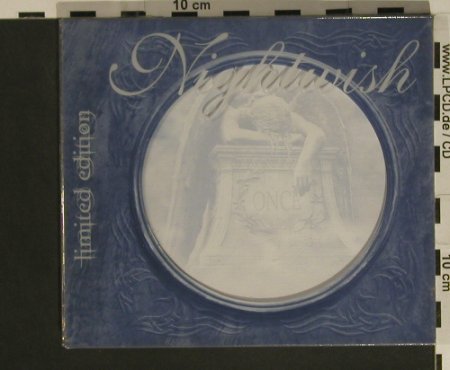 10 cm
Nightwish
limited edition
ONCE
www.LPCD.de / CD
10 cm